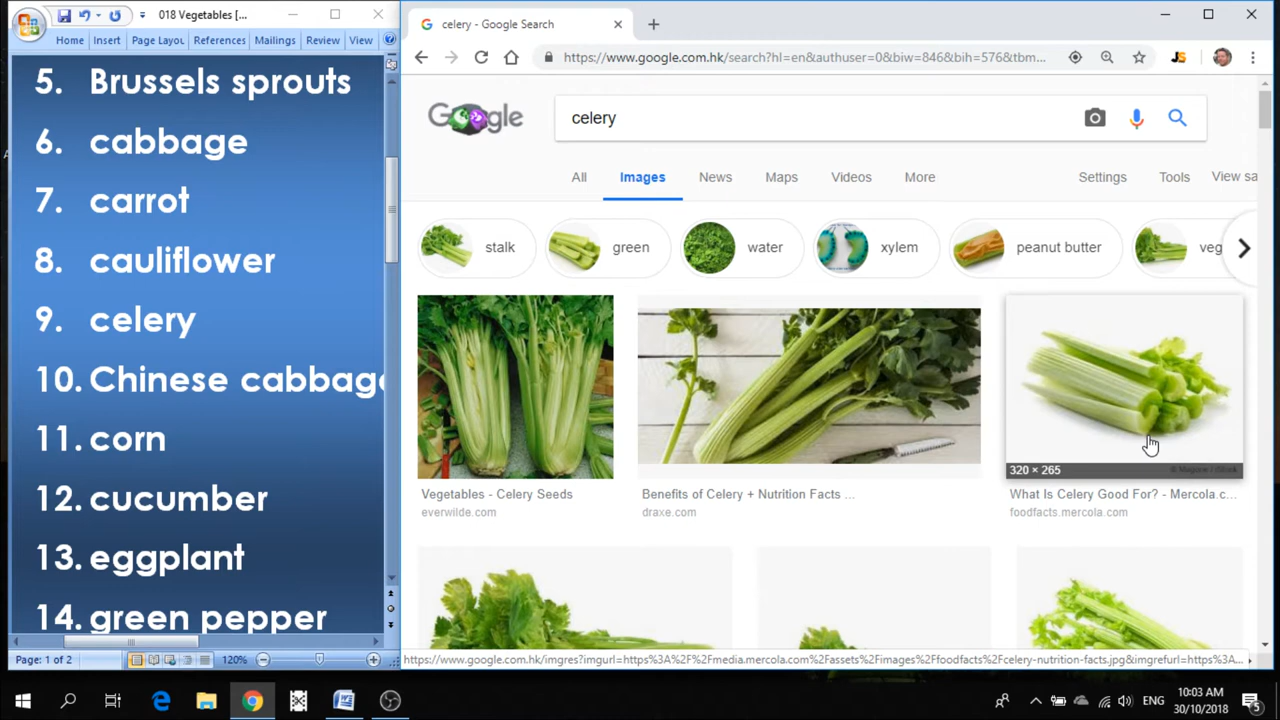 018 Vegetables [...
Home Insert Page Layou References Mailings Review View
5. Brussels sprouts
6. cabbage
7. carrot
8. cauliflower
9. celery
10. Chinese cabbage
11. corn
12. cucumber
13. eggplant
14. green pepper
Page: 1 of 2 120%
celery - Google Search
https://www.google.com.hk/search?hl=en&authuser=0&biw=846&bih=576&tbm...
Google
celery
All Images News Maps Videos More Settings Tools View sa
stalk green water xylem peanut butter veg
320 × 265
Vegetables - Celery Seeds
everwilde.com
Benefits of Celery + Nutrition Facts ...
draxe.com
What Is Celery Good For? - Mercola.c...
foodfacts.mercola.com
https://www.google.com.hk/imgres?imgurl=https%3A%2F%2Fmedia.mercola.com%2Fassets%2Fimages%2Ffoodfacts%2Fcelery-nutrition-facts.jpg&imgrefurl=https%3A...
ENG
10:03 AM
30/10/2018
5